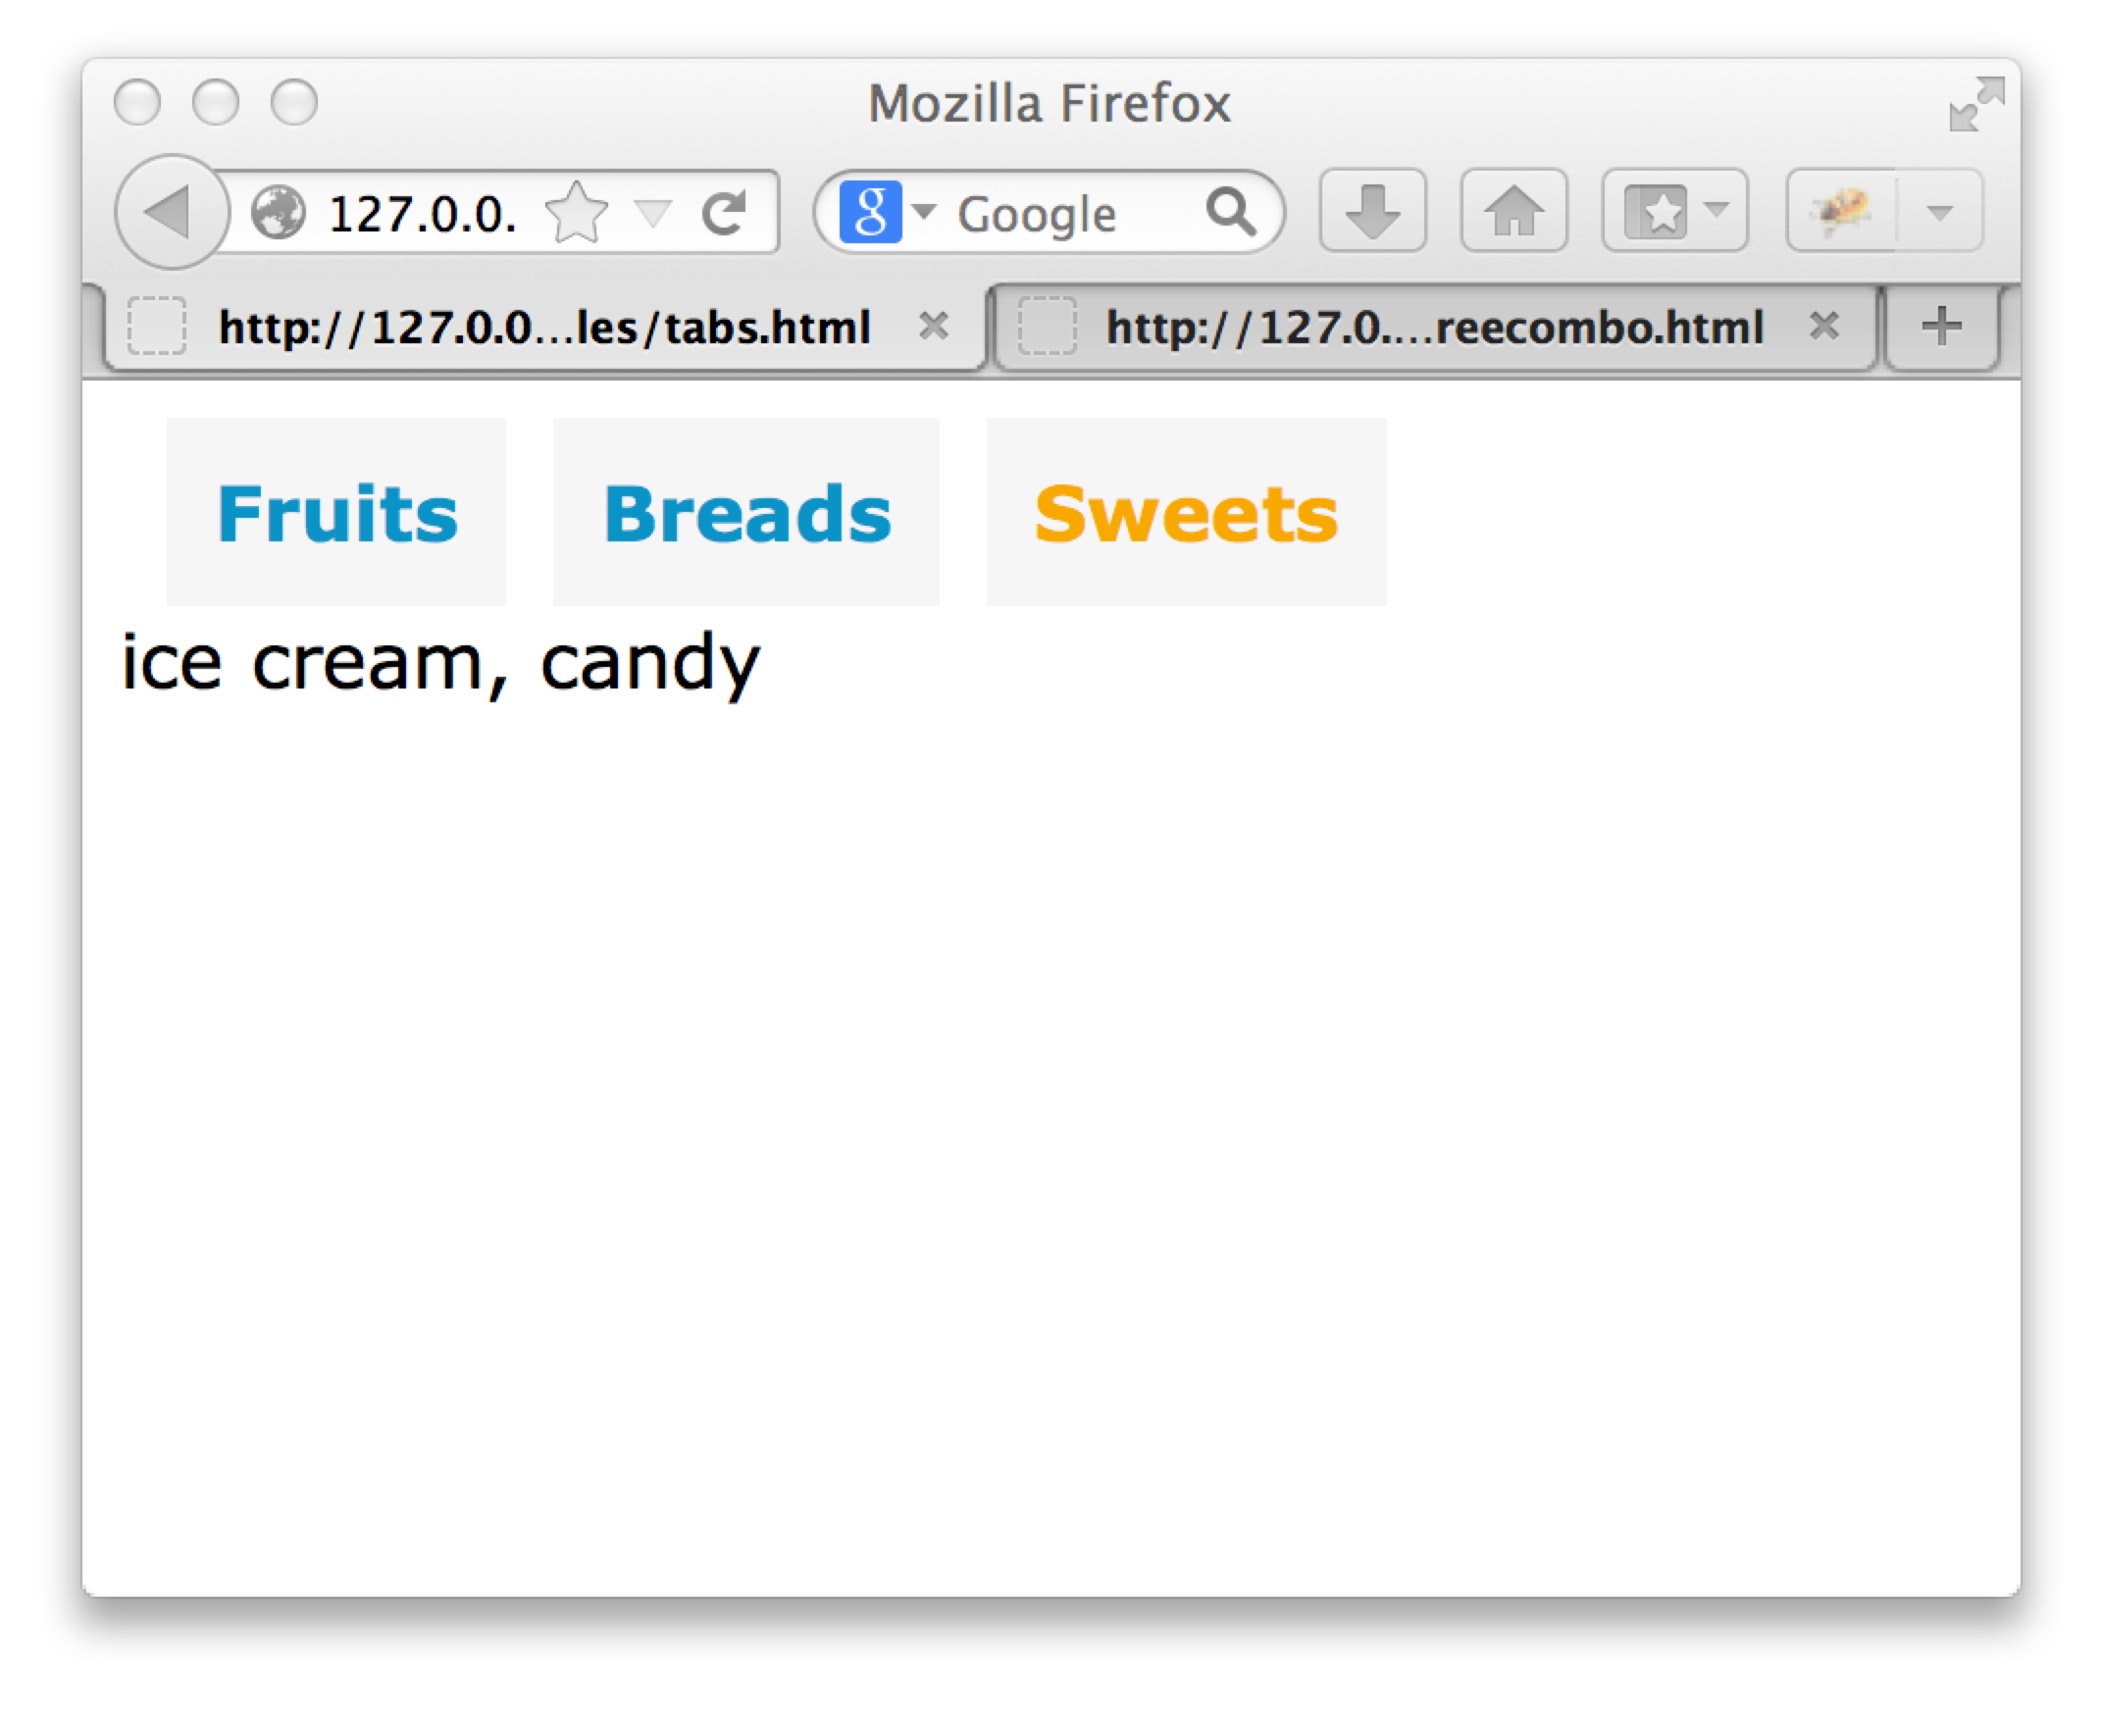 Mozilla Firefox
127.0.0. g Google
http://127.0.0...les/tabs.html http://127.0....reecombo.html
Fruits Breads Sweets
ice cream, candy